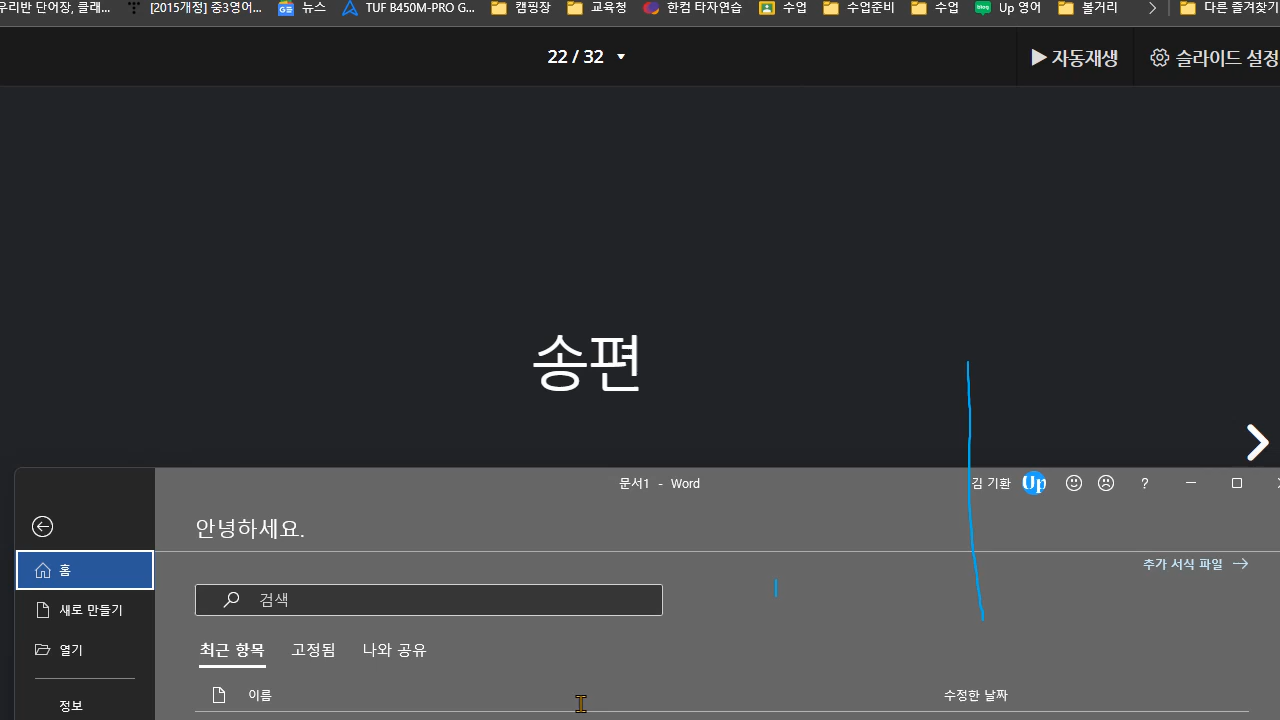 우리반 단어장, 클래... [2015개정] 중3영어... 뉴스 TUF B450M-PRO G... 캠핑장 교육청 한컴 타자연습 수업 수업준비 수업 Up 영어 볼거리 다른 즐겨찾기
22 / 32 자동재생 슬라이드 설정
송편
문서1 - Word 김 기환 Up ?
안녕하세요.
홈 추가 서식 파일
검색
새로 만들기
최근 항목 고정됨 나와 공유
열기
이름 수정한 날짜
정보